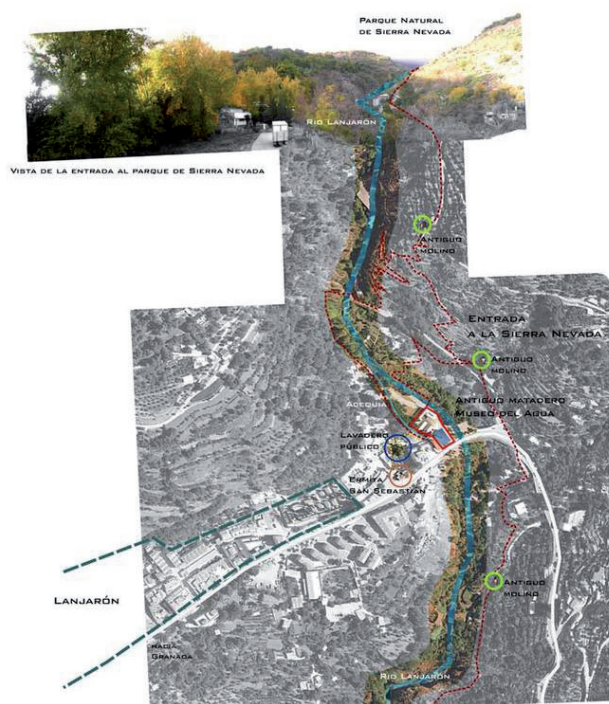 PARQUE NATURAL
DE SIERRA NEVADA
RIO LANJARÓN
VISTA DE LA ENTRADA AL PARQUE DE SIERRA NEVADA
ANTIGUO
MOLINO
ENTRADA
A LA SIERRA NEVADA
ANTIGUO
MOLINO
ACEQUIA
ANTIGUO MATADERO
MUSEO DEL AGUA
LAVADERO
PÚBLICO
ERMITA
SAN SEBASTIÁN
ANTIGUO
MOLINO
LANJARÓN
HACIA
GRANADA
RIO LANJARÓN